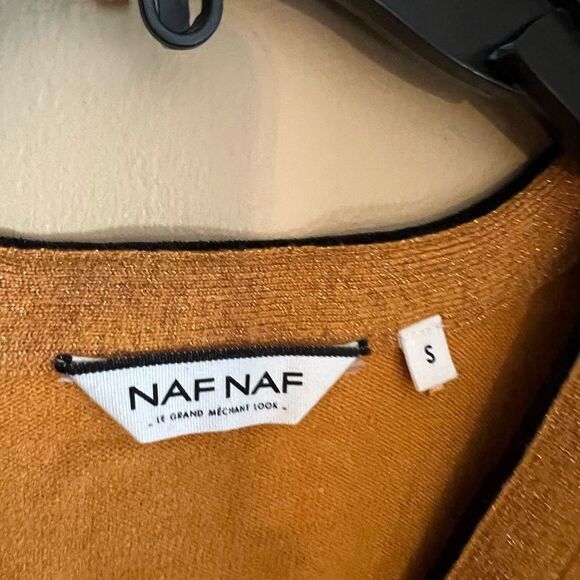 NAF NAF
- LE GRAND MÉCHANT LOOK -
S